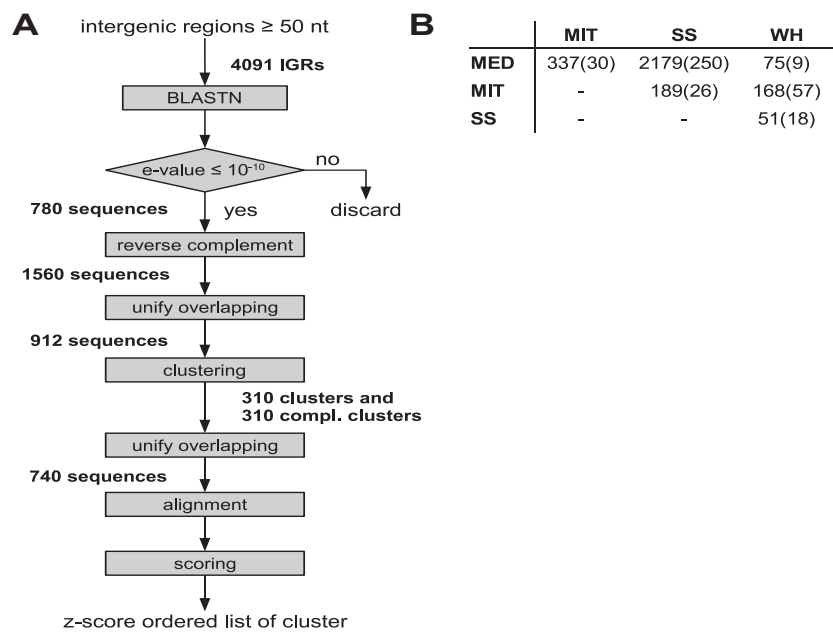 A
intergenic regions ≥ 50 nt
4091 IGRs
BLASTN
e-value ≤ 10⁻¹⁰
no
780 sequences
yes
discard
reverse complement
1560 sequences
unify overlapping
912 sequences
clustering
310 clusters and
310 compl. clusters
unify overlapping
740 sequences
alignment
scoring
z-score ordered list of cluster
B
MIT SS WH
MED 337(30) 2179(250) 75(9)
MIT - 189(26) 168(57)
SS - - 51(18)